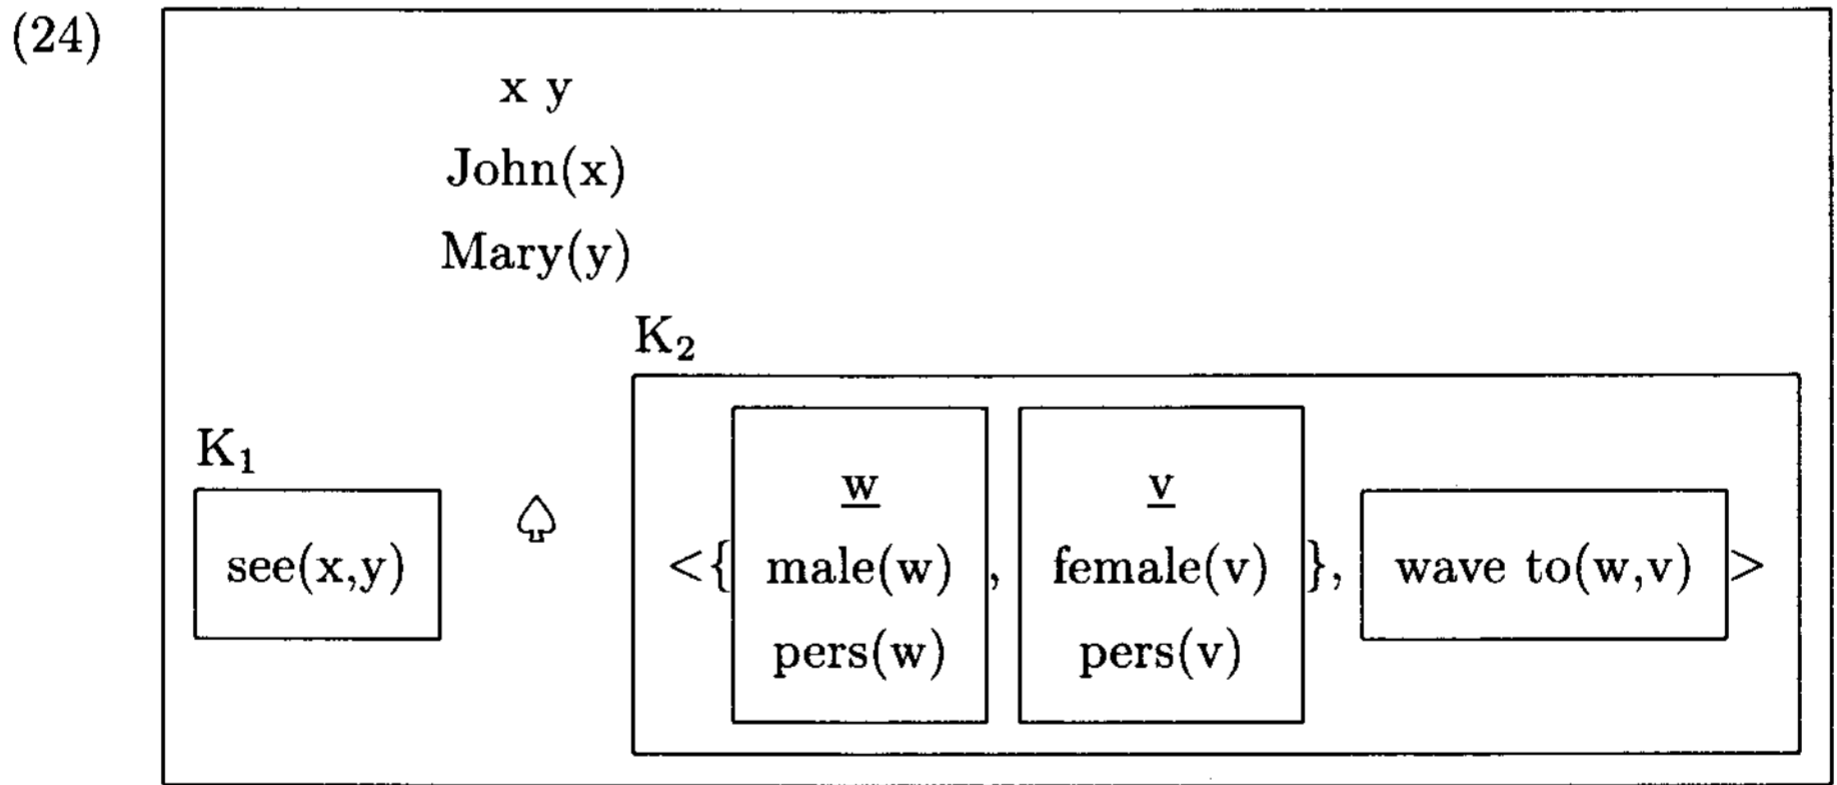 (24)
x y
John(x)
Mary(y)
K₂
K₁
see(x,y) ♤ <{ w male(w) pers(w) , v female(v) pers(v) }, wave to(w,v) >